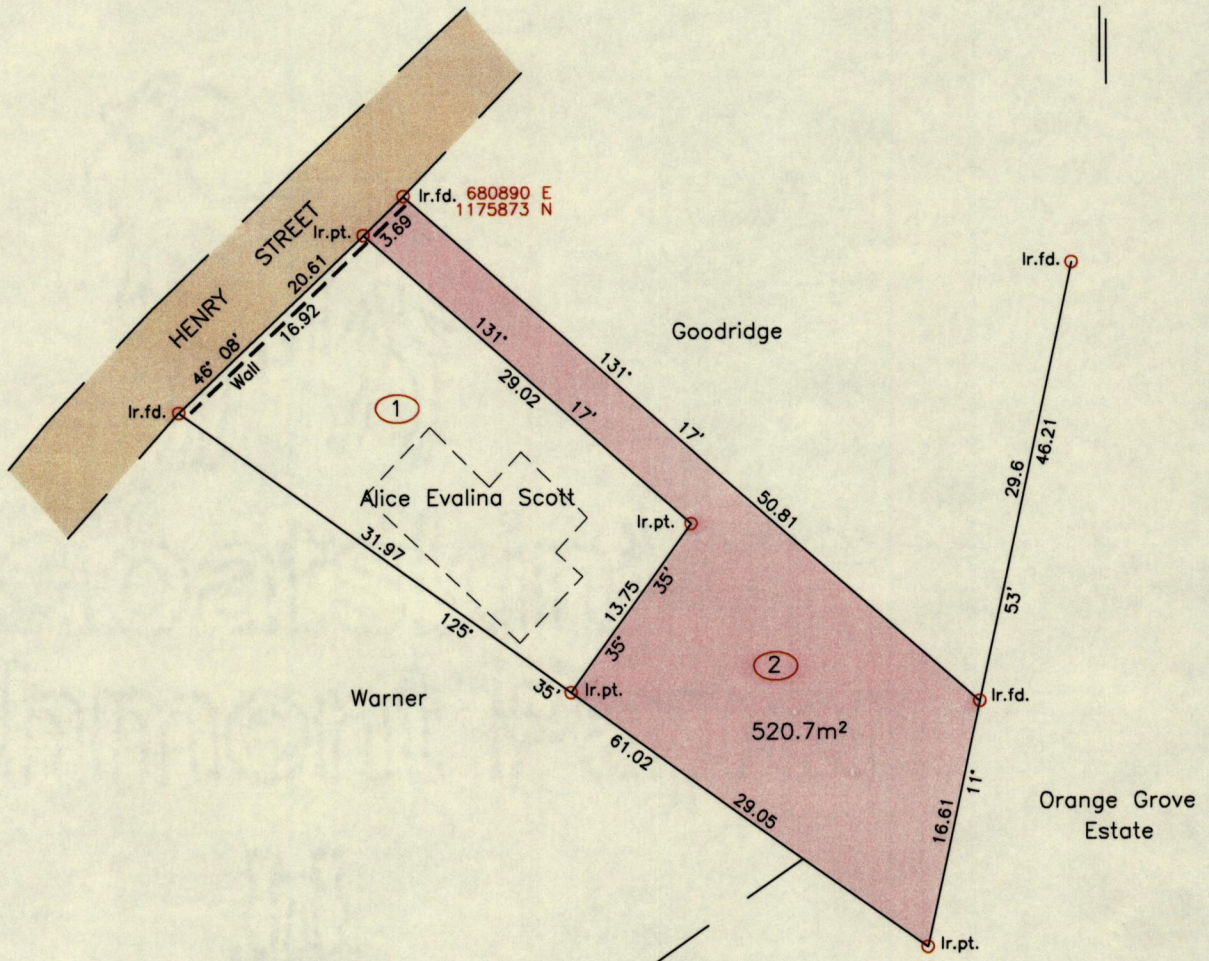 Ir.fd. 680890 E
1175873 N
Ir.pt.
3.69
HENRY STREET
20.61
46° 08'
16.92
Wall
Ir.fd.
Ir.fd.
Goodridge
131°
17'
50.81
131°
29.02
17'
1
Alice Evalina Scott
Ir.pt.
29.6
46.21
53'
31.97
125°
35'
13.75
35'
35°
Ir.pt.
Warner
2
520.7m²
Ir.fd.
61.02
29.05
16.61
11°
Orange Grove
Estate
Ir.pt.